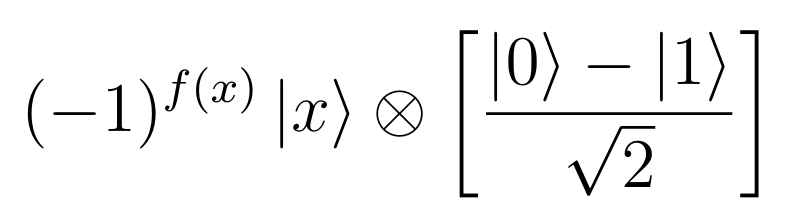 (−1)^{f(x)} |x⟩ ⊗ [ (|0⟩ − |1⟩) / √2 ]